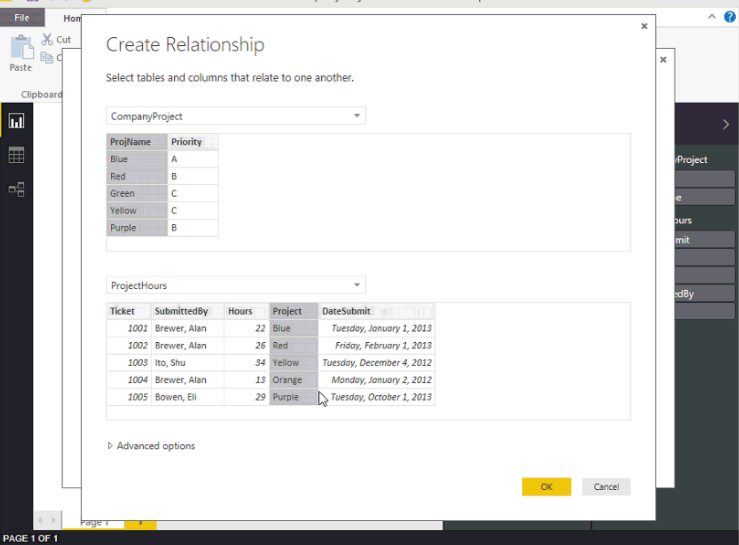 File
Cut
Paste
Clipboard
Create Relationship
Select tables and columns that relate to one another.
CompanyProject
ProjName Priority
Blue A
Red B
Green C
Yellow C
Purple B
ProjectHours
Ticket SubmittedBy Hours Project DateSubmit
1001 Brewer, Alan 22 Blue Tuesday, January 1, 2013
1002 Brewer, Alan 26 Red Friday, February 1, 2013
1003 Ito, Shu 34 Yellow Tuesday, December 4, 2012
1004 Brewer, Alan 13 Orange Monday, January 2, 2012
1005 Bowen, Eli 29 Purple Tuesday, October 1, 2013
Advanced options
OK Cancel
yProject
e
ours
mit
edBy
PAGE 1 OF 1